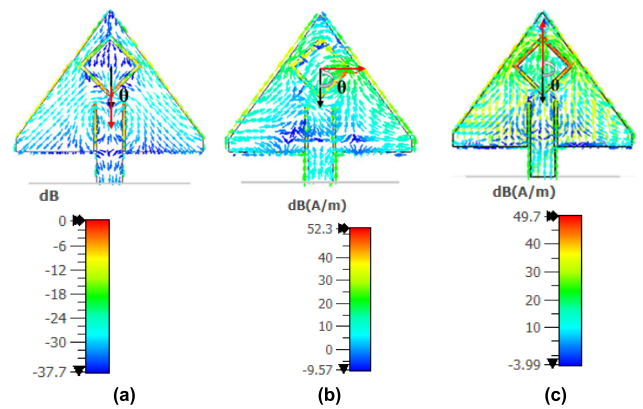 θ θ θ
dB dB(A/m) dB(A/m)
0 52.3 49.7
-6 40 40
-12 30 30
-18 20 20
-24 10 10
-30 0 -3.99
-37.7 -9.57
(a) (b) (c)